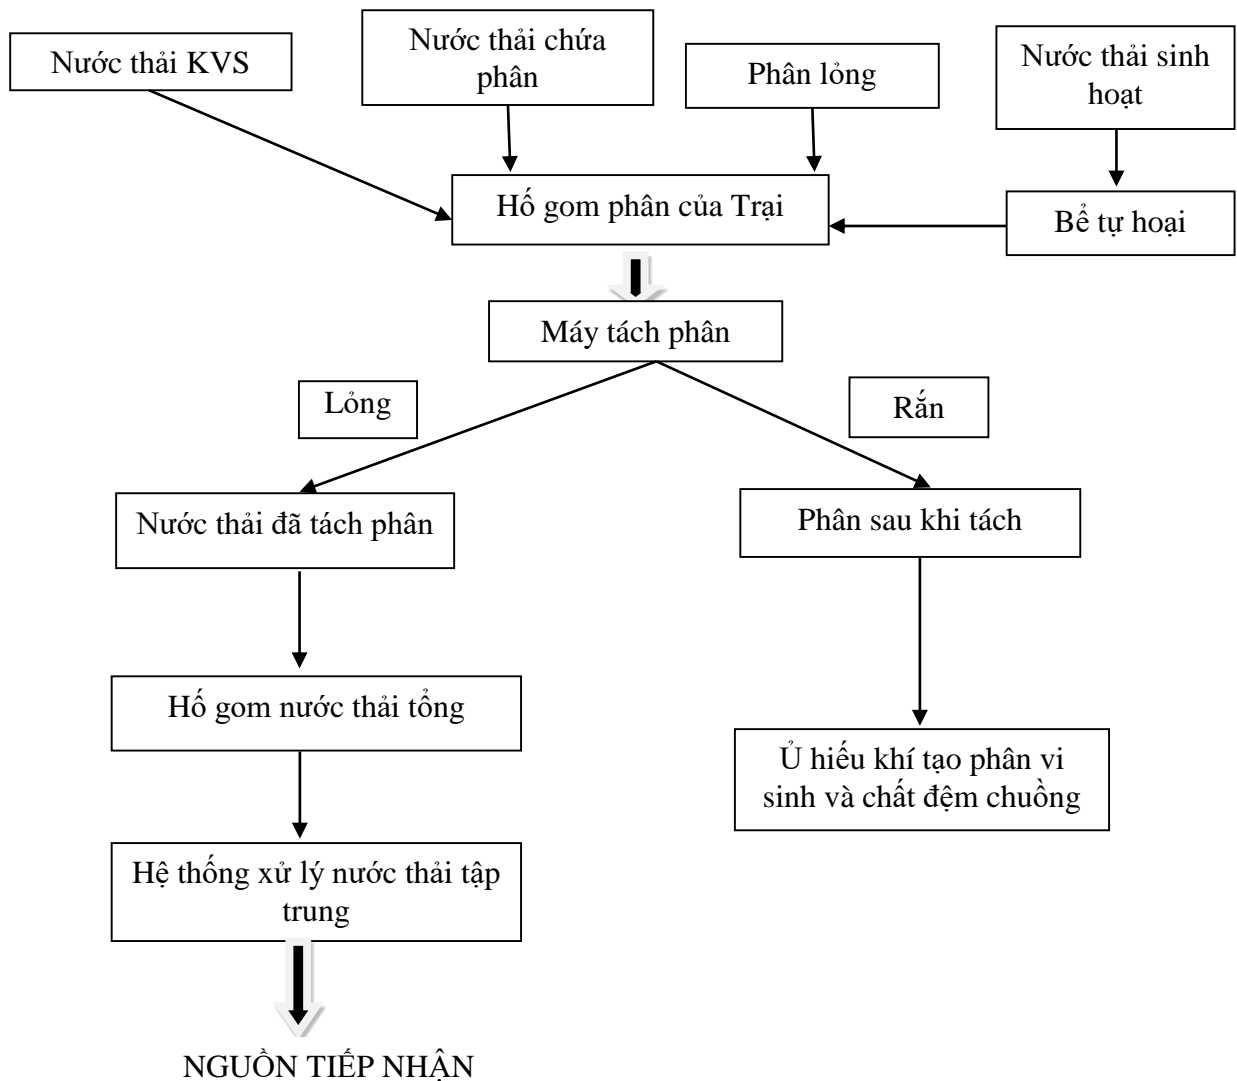 Nước thải KVS
Nước thải chứa
phân
Phân lỏng
Nước thải sinh
hoạt
Hố gom phân của Trại
Bể tự hoại
Máy tách phân
Lỏng
Rắn
Nước thải đã tách phân
Phân sau khi tách
Hố gom nước thải tổng
Ủ hiếu khí tạo phân vi
sinh và chất đệm chuồng
Hệ thống xử lý nước thải tập
trung
NGUỒN TIẾP NHẬN